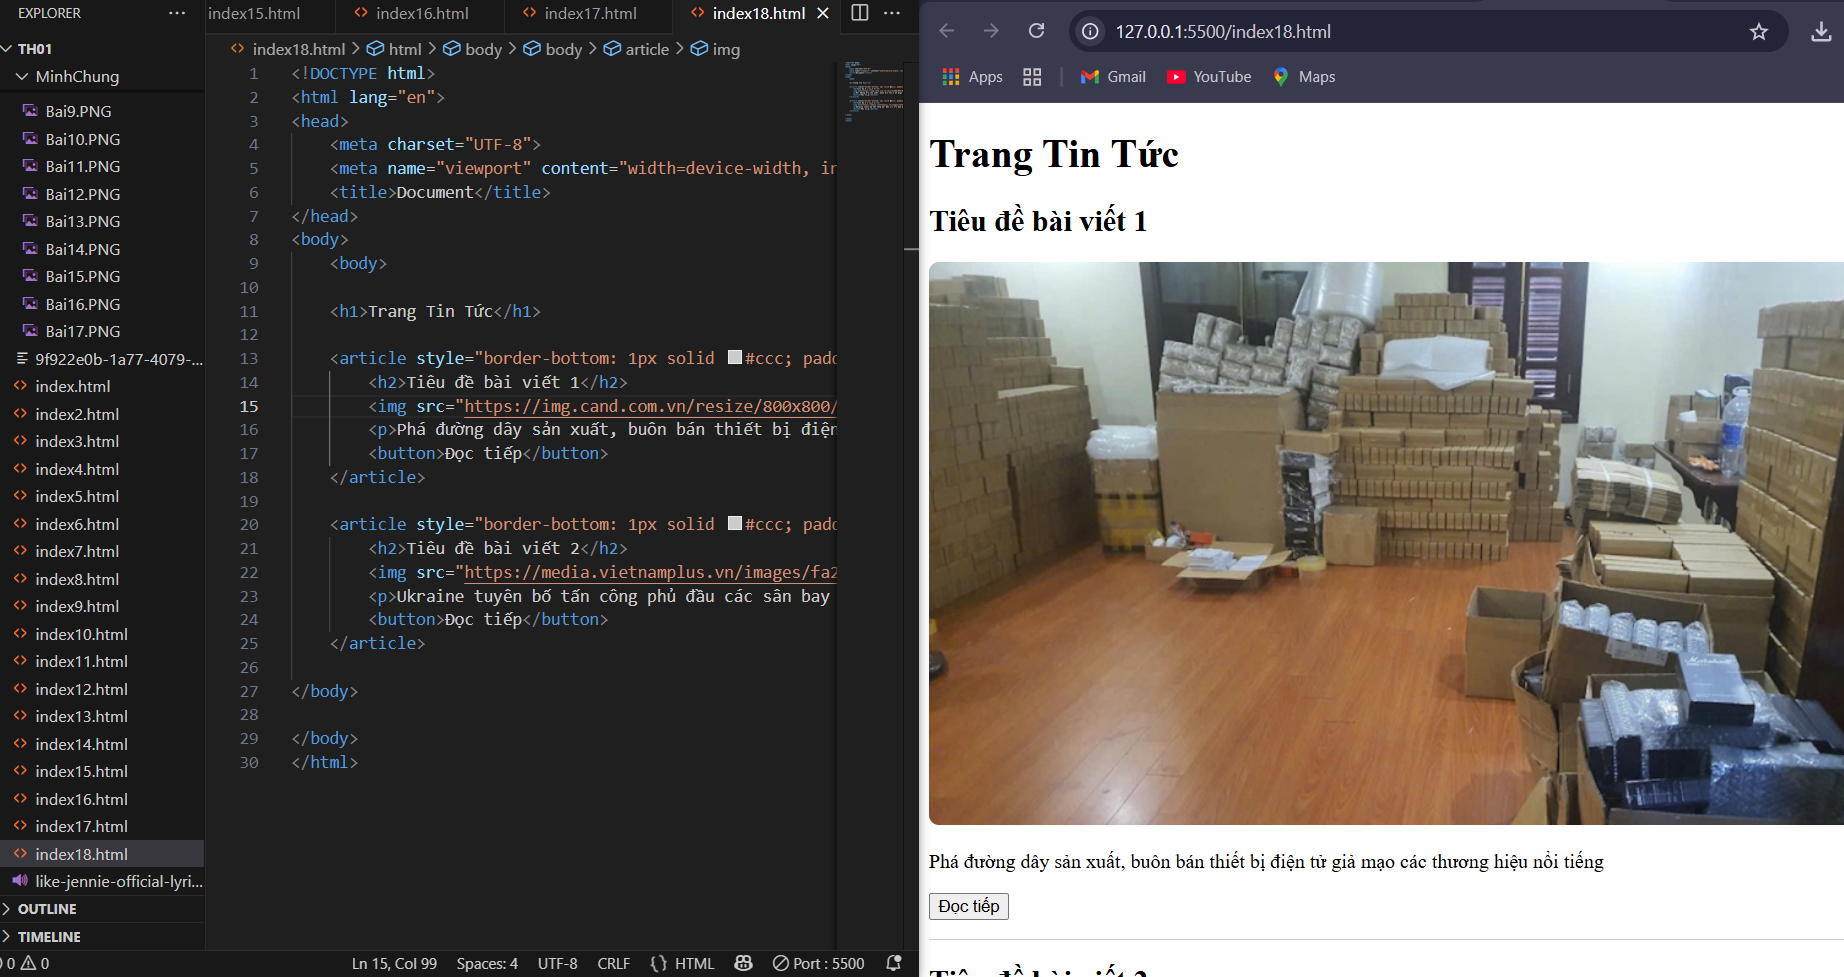 EXPLORER
TH01
MinhChung
Bai9.PNG
Bai10.PNG
Bai11.PNG
Bai12.PNG
Bai13.PNG
Bai14.PNG
Bai15.PNG
Bai16.PNG
Bai17.PNG
9f922e0b-1a77-4079-...
index.html
index2.html
index3.html
index4.html
index5.html
index6.html
index7.html
index8.html
index9.html
index10.html
index11.html
index12.html
index13.html
index14.html
index15.html
index16.html
index17.html
index18.html
like-jennie-official-lyri...
OUTLINE
TIMELINE
index15.html index16.html index17.html index18.html
index18.html > html > body > body > article > img
1 <!DOCTYPE html>
2 <html lang="en">
3 <head>
4 <meta charset="UTF-8">
5 <meta name="viewport" content="width=device-width, in
6 <title>Document</title>
7 </head>
8 <body>
9 <body>
10
11 <h1>Trang Tin Tức</h1>
12
13 <article style="border-bottom: 1px solid #ccc; padd
14 <h2>Tiêu đề bài viết 1</h2>
15 <img src="https://img.cand.com.vn/resize/800x800/
16 <p>Phá đường dây sản xuất, buôn bán thiết bị điện
17 <button>Đọc tiếp</button>
18 </article>
19
20 <article style="border-bottom: 1px solid #ccc; padd
21 <h2>Tiêu đề bài viết 2</h2>
22 <img src="https://media.vietnamplus.vn/images/fa2
23 <p>Ukraine tuyên bố tấn công phủ đầu các sân bay
24 <button>Đọc tiếp</button>
25 </article>
26
27 </body>
28
29 </body>
30 </html>
0 0 Ln 15, Col 99 Spaces: 4 UTF-8 CRLF {} HTML Port : 5500
127.0.0.1:5500/index18.html
Apps Gmail YouTube Maps
Trang Tin Tức
Tiêu đề bài viết 1
Marshall
Phá đường dây sản xuất, buôn bán thiết bị điện tử giả mạo các thương hiệu nổi tiếng
Đọc tiếp
Tiêu đề bài viết 2